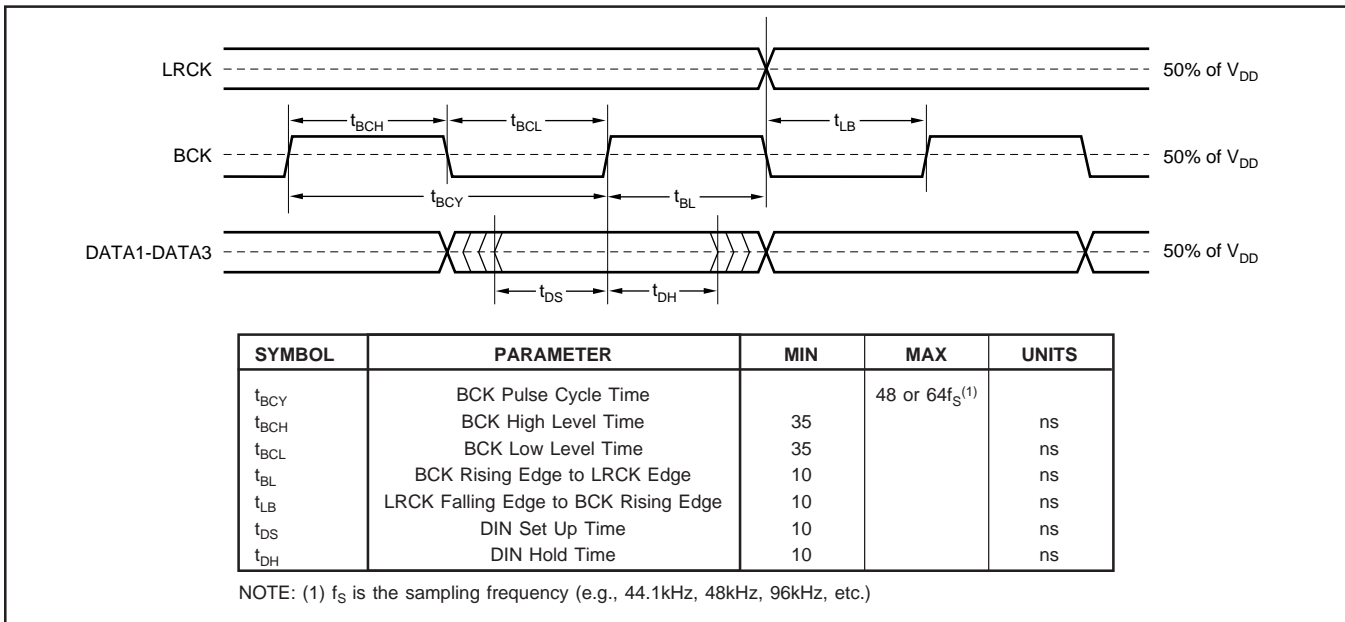 LRCK
50% of VDD
tBCH
tBCL
tLB
BCK
50% of VDD
tBCY
tBL
DATA1-DATA3
50% of VDD
tDS
tDH
SYMBOL PARAMETER MIN MAX UNITS
tBCY BCK Pulse Cycle Time 48 or 64fS(1)
tBCH BCK High Level Time 35 ns
tBCL BCK Low Level Time 35 ns
tBL BCK Rising Edge to LRCK Edge 10 ns
tLB LRCK Falling Edge to BCK Rising Edge 10 ns
tDS DIN Set Up Time 10 ns
tDH DIN Hold Time 10 ns
NOTE: (1) fS is the sampling frequency (e.g., 44.1kHz, 48kHz, 96kHz, etc.)